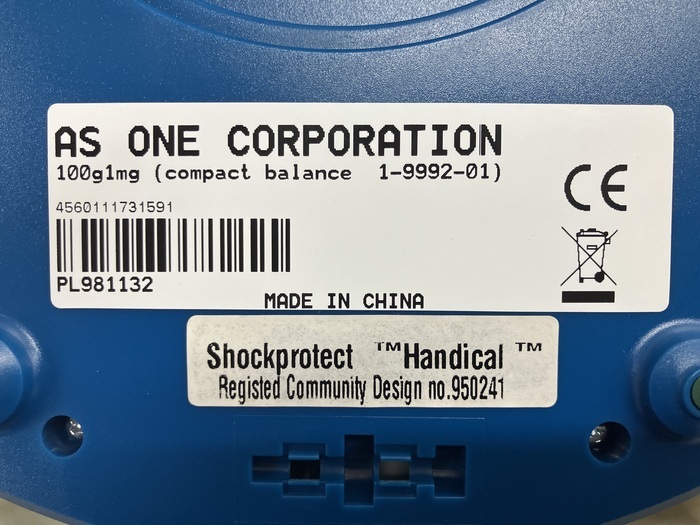 AS ONE CORPORATION
100g1mg (compact balance 1-9992-01)
4560111731591
PL981132
MADE IN CHINA
CE
Shockprotect ™Handical ™
Registed Community Design no.950241